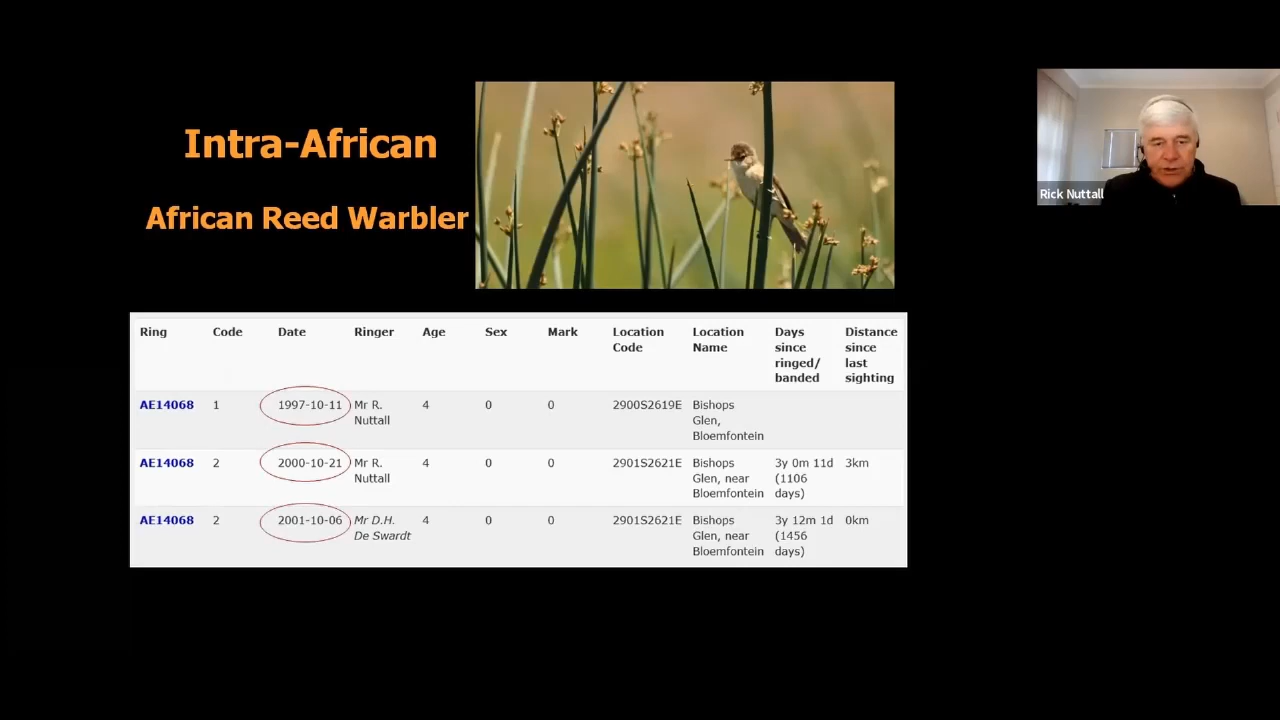 Intra-African
African Reed Warbler
Rick Nuttall
Ring Code Date Ringer Age Sex Mark Location Code Location Name Days since ringed/ banded Distance since last sighting
AE14068 1 1997-10-11 Mr R. Nuttall 4 0 0 2900S2619E Bishops Glen, Bloemfontein
AE14068 2 2000-10-21 Mr R. Nuttall 4 0 0 2901S2621E Bishops Glen, near Bloemfontein 3y 0m 11d (1106 days) 3km
AE14068 2 2001-10-06 Mr D.H. De Swardt 4 0 0 2901S2621E Bishops Glen, near Bloemfontein 3y 12m 1d (1456 days) 0km